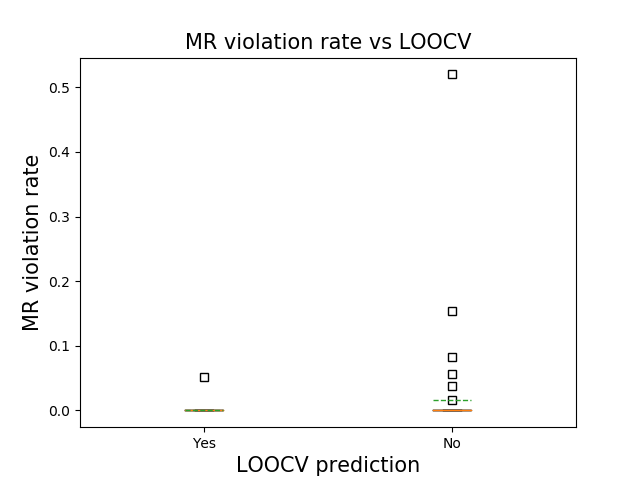 MR violation rate vs LOOCV
MR violation rate
0.5
0.4
0.3
0.2
0.1
0.0
Yes
No
LOOCV prediction